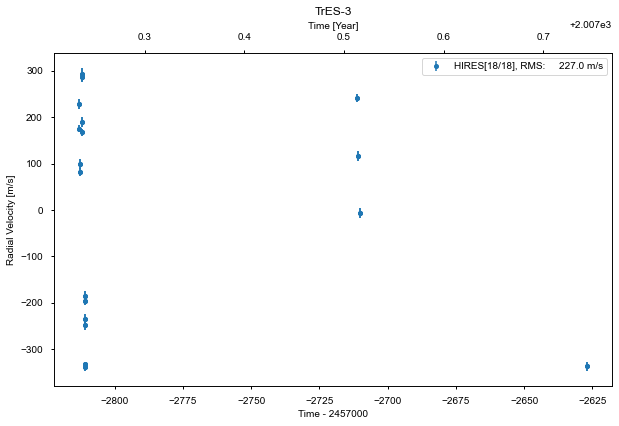 TrES-3
Time [Year]
+2.007e3
0.3 0.4 0.5 0.6 0.7
HIRES[18/18], RMS: 227.0 m/s
Radial Velocity [m/s]
300
200
100
0
−100
−200
−300
−2800 −2775 −2750 −2725 −2700 −2675 −2650 −2625
Time - 2457000